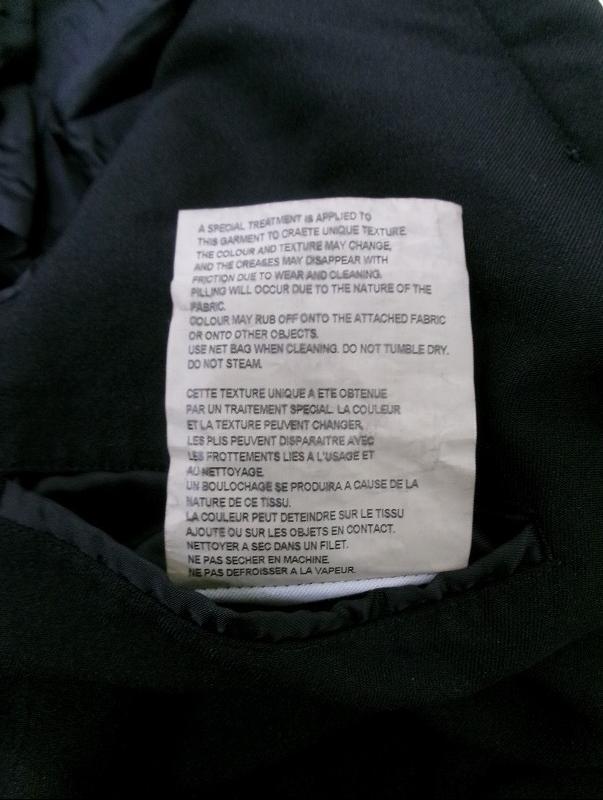 A SPECIAL TREATMENT IS APPLIED TO
THIS GARMENT TO CRAETE UNIQUE TEXTURE.
THE COLOUR AND TEXTURE MAY CHANGE,
AND THE CREASES MAY DISAPPEAR WITH
FRICTION DUE TO WEAR AND CLEANING.
PILLING WILL OCCUR DUE TO THE NATURE OF THE
FABRIC.
COLOUR MAY RUB OFF ONTO THE ATTACHED FABRIC
OR ONTO OTHER OBJECTS.
USE NET BAG WHEN CLEANING. DO NOT TUMBLE DRY.
DO NOT STEAM.
CETTE TEXTURE UNIQUE A ETE OBTENUE
PAR UN TRAITEMENT SPECIAL. LA COULEUR
ET LA TEXTURE PEUVENT CHANGER,
LES PLIS PEUVENT DISPARAITRE AVEC
LES FROTTEMENTS LIES A L'USAGE ET
AU NETTOYAGE.
UN BOULOCHAGE SE PRODUIRA A CAUSE DE LA
NATURE DE CE TISSU.
LA COULEUR PEUT DETEINDRE SUR LE TISSU
AJOUTE OU SUR LES OBJETS EN CONTACT.
NETTOYER A SEC DANS UN FILET.
NE PAS SECHER EN MACHINE.
NE PAS DEFROISSER A LA VAPEUR.